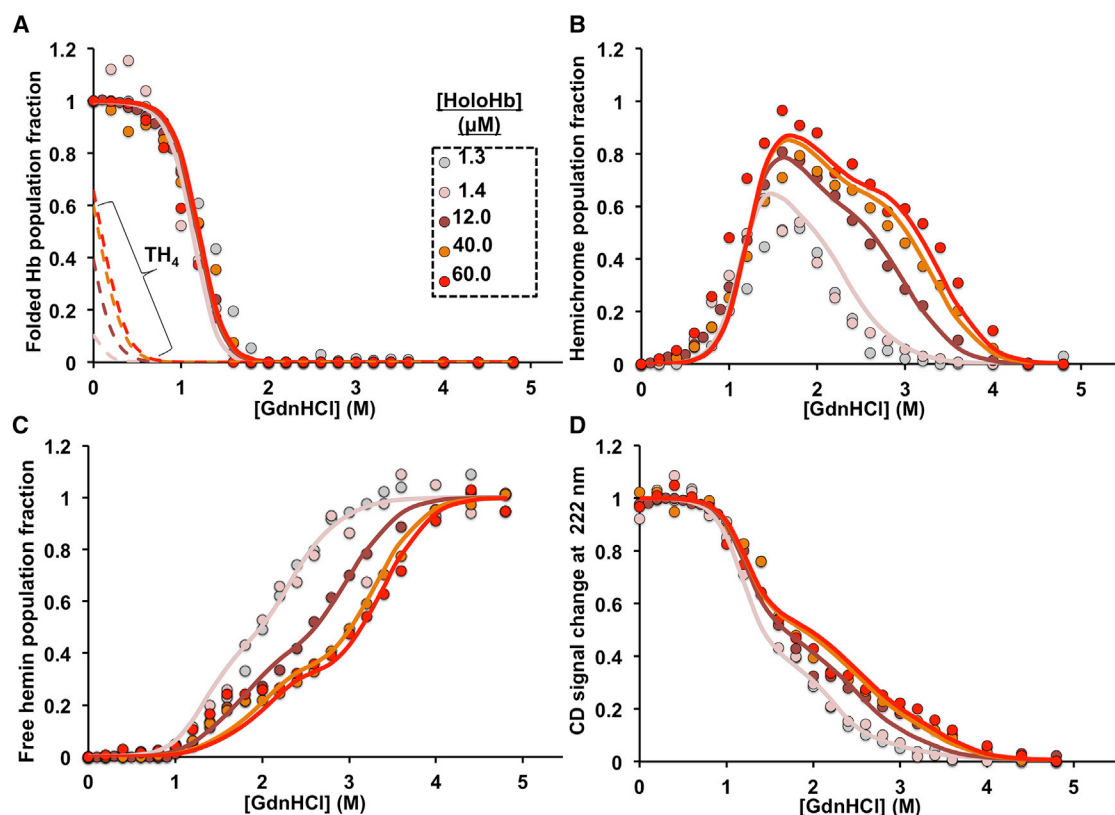 A
Folded Hb population fraction
1.2
1
0.8
0.6
0.4
0.2
0
0 1 2 3 4 5
[GdnHCl] (M)
TH4
[HoloHb]
(µM)
1.3
1.4
12.0
40.0
60.0
B
Hemichrome population fraction
1.2
1
0.8
0.6
0.4
0.2
0
0 1 2 3 4 5
[GdnHCl] (M)
C
Free hemin population fraction
1.2
1
0.8
0.6
0.4
0.2
0
0 1 2 3 4 5
[GdnHCl] (M)
D
CD signal change at 222 nm
1.2
1
0.8
0.6
0.4
0.2
0
0 1 2 3 4 5
[GdnHCl] (M)